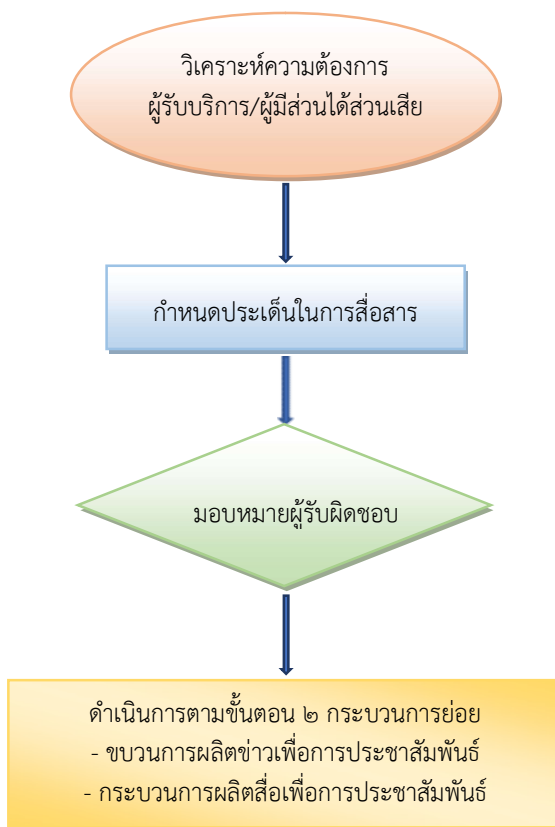 วิเคราะห์ความต้องการ
ผู้รับบริการ/ผู้มีส่วนได้ส่วนเสีย
กำหนดประเด็นในการสื่อสาร
มอบหมายผู้รับผิดชอบ
ดำเนินการตามขั้นตอน ๒ กระบวนการย่อย
- ขบวนการผลิตข่าวเพื่อการประชาสัมพันธ์
- กระบวนการผลิตสื่อเพื่อการประชาสัมพันธ์